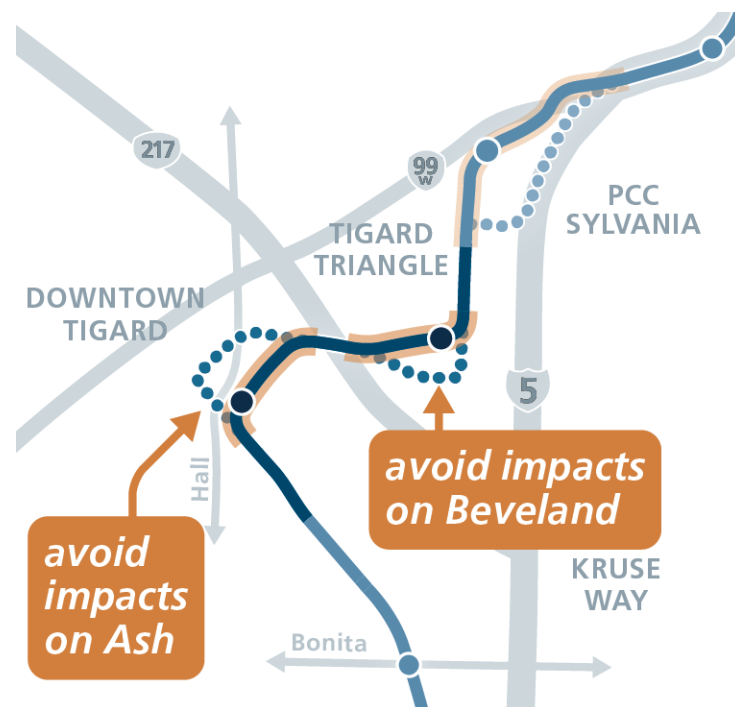 217
99
W
PCC
SYLVANIA
TIGARD
TRIANGLE
DOWNTOWN
TIGARD
5
avoid impacts
on Beveland
Hall
avoid
impacts
on Ash
KRUSE
WAY
Bonita